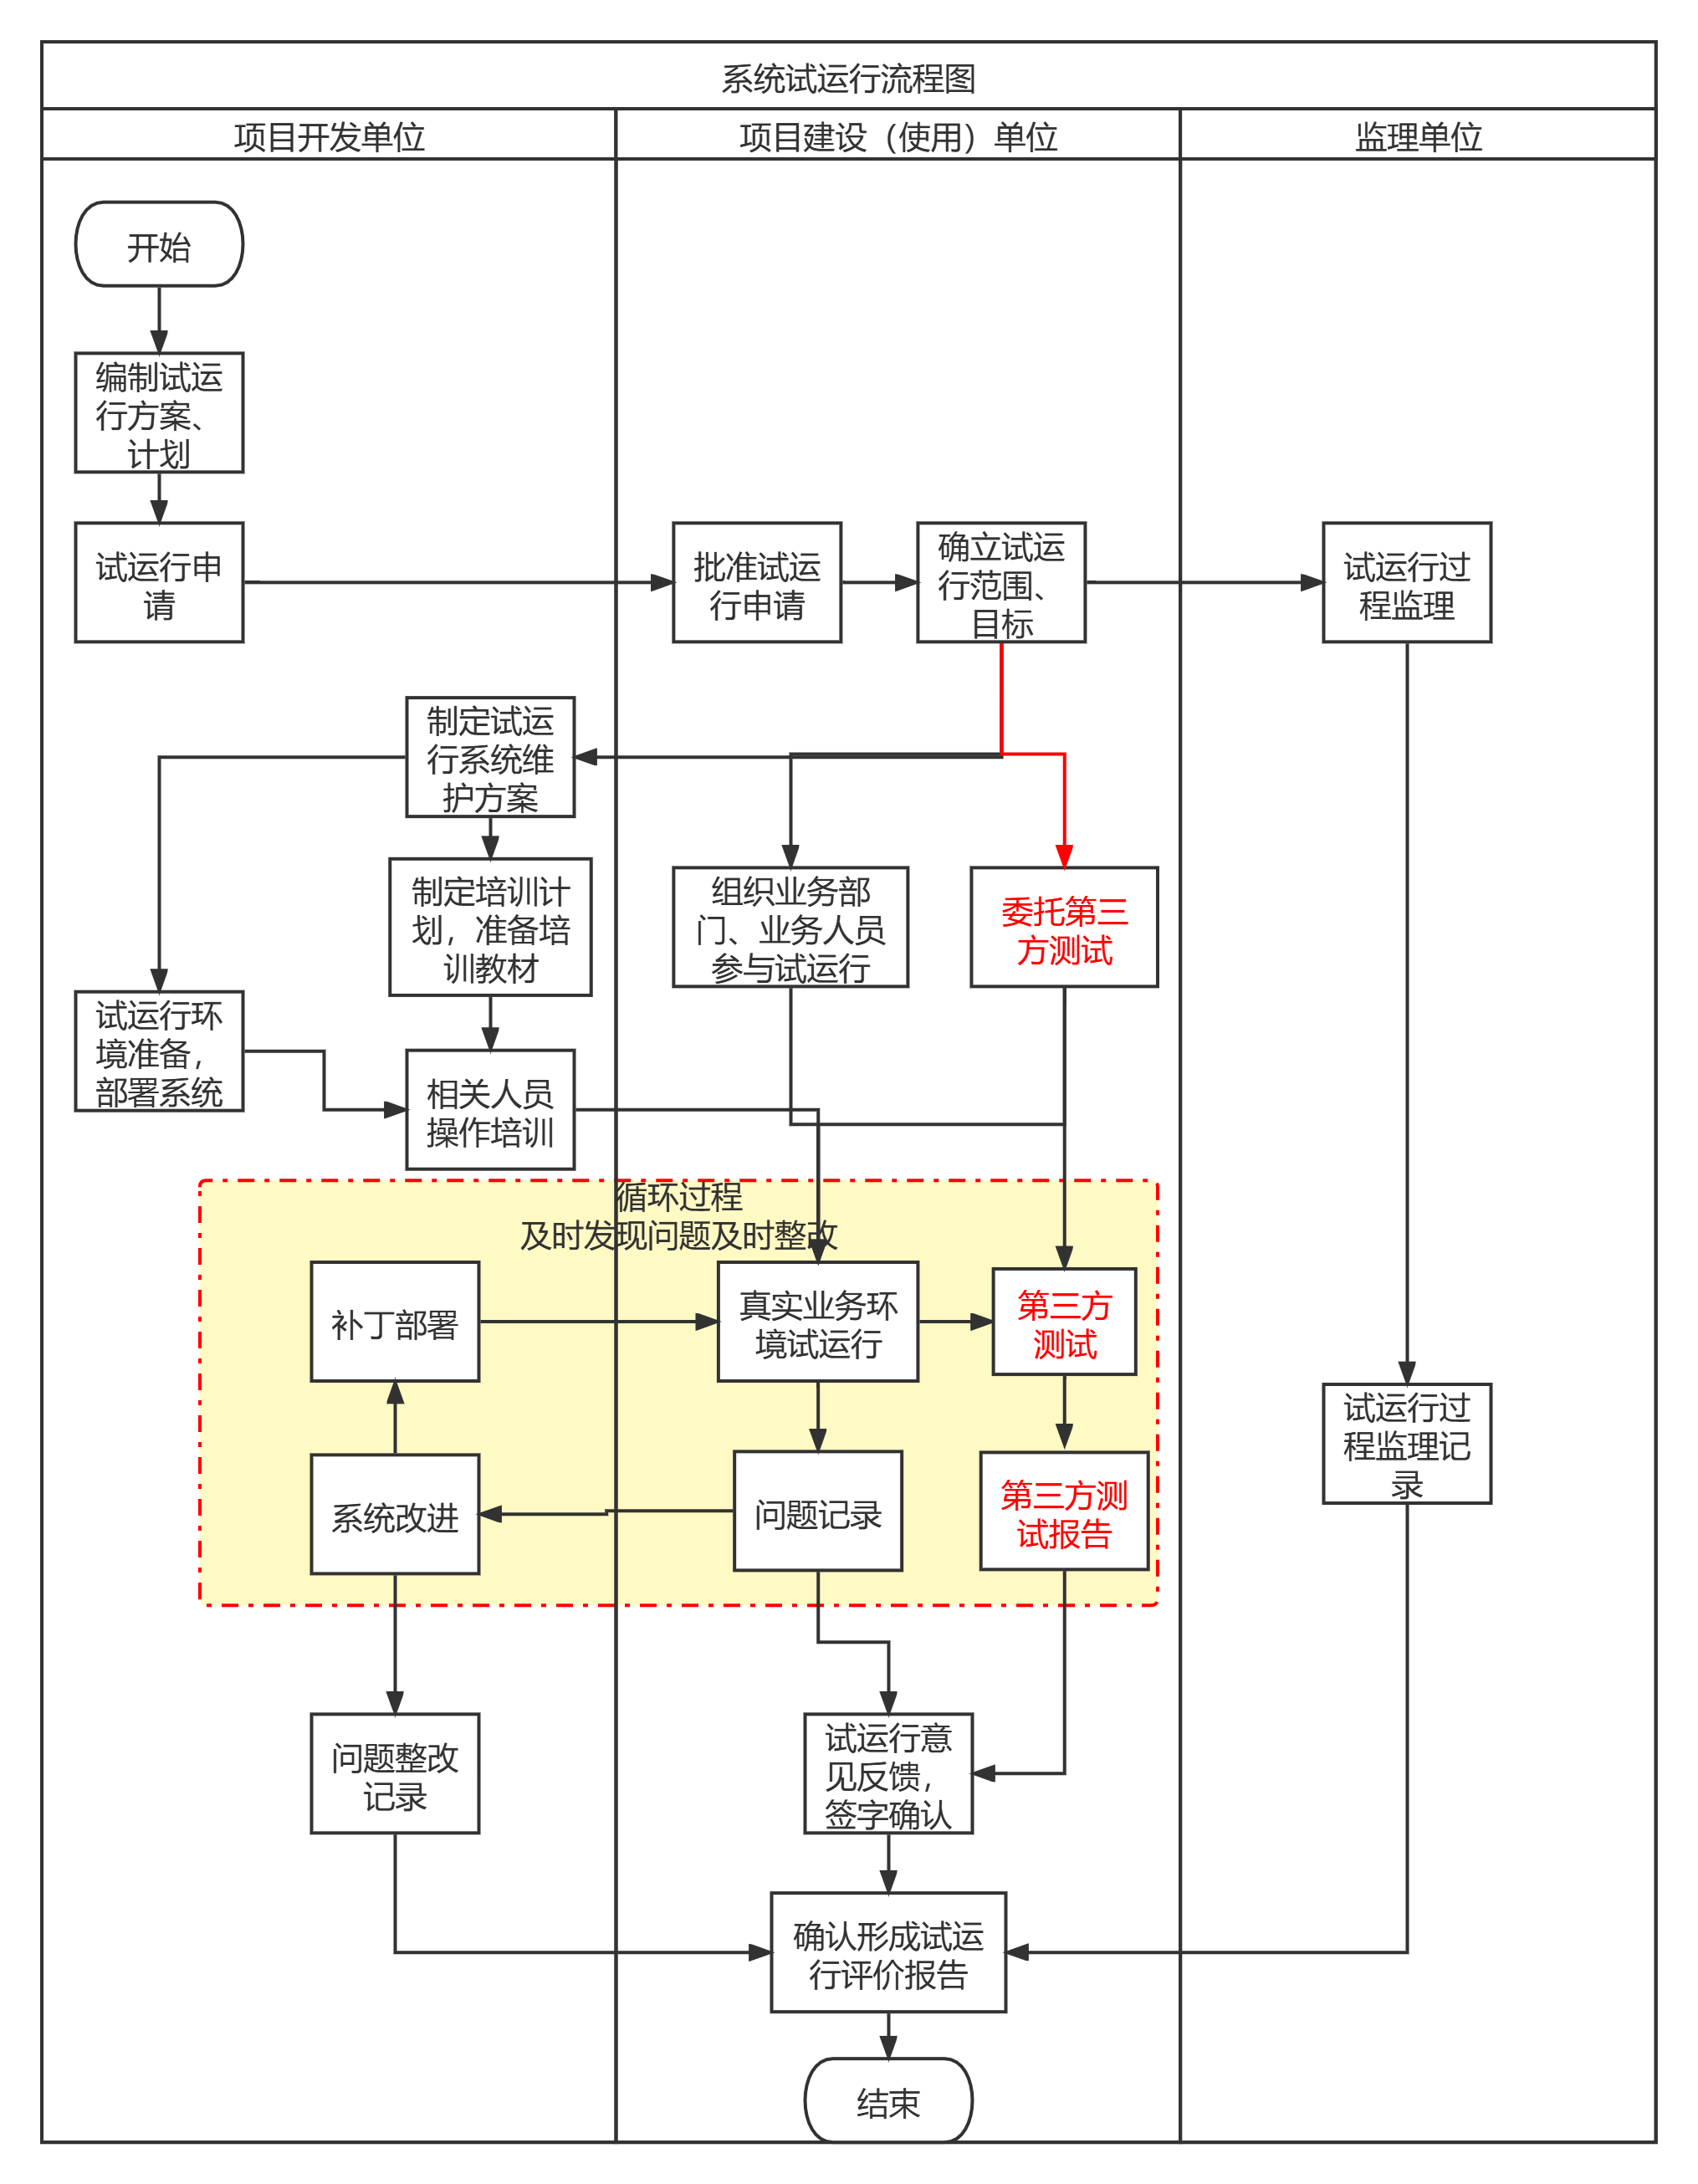 系统试运行流程图
项目开发单位
项目建设（使用）单位
监理单位
开始
编制试运
行方案、
计划
试运行申
请
批准试运
行申请
确立试运
行范围、
目标
试运行过
程监理
制定试运
行系统维
护方案
制定培训计
划，准备培
训教材
组织业务部
门、业务人员
参与试运行
委托第三
方测试
试运行环
境准备，
部署系统
相关人员
操作培训
循环过程
及时发现问题及时整改
补丁部署
真实业务环
境试运行
第三方
测试
系统改进
问题记录
第三方测
试报告
试运行过
程监理记
录
问题整改
记录
试运行意
见反馈，
签字确认
确认形成试运
行评价报告
结束